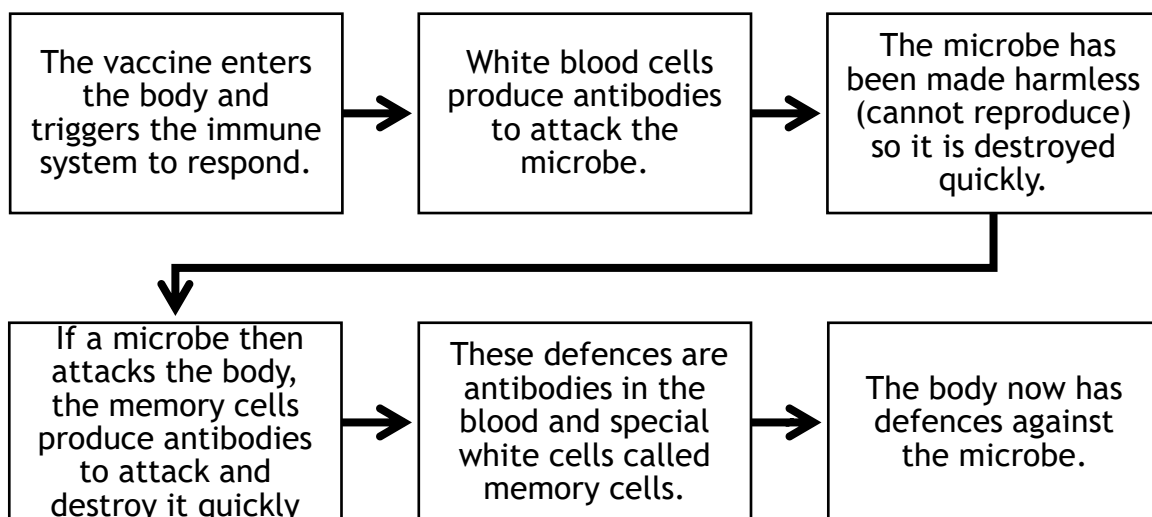 The vaccine enters
the body and
triggers the immune
system to respond.
White blood cells
produce antibodies
to attack the
microbe.
The microbe has
been made harmless
(cannot reproduce)
so it is destroyed
quickly.
If a microbe then
attacks the body,
the memory cells
produce antibodies
to attack and
destroy it quickly
These defences are
antibodies in the
blood and special
white cells called
memory cells.
The body now has
defences against
the microbe.